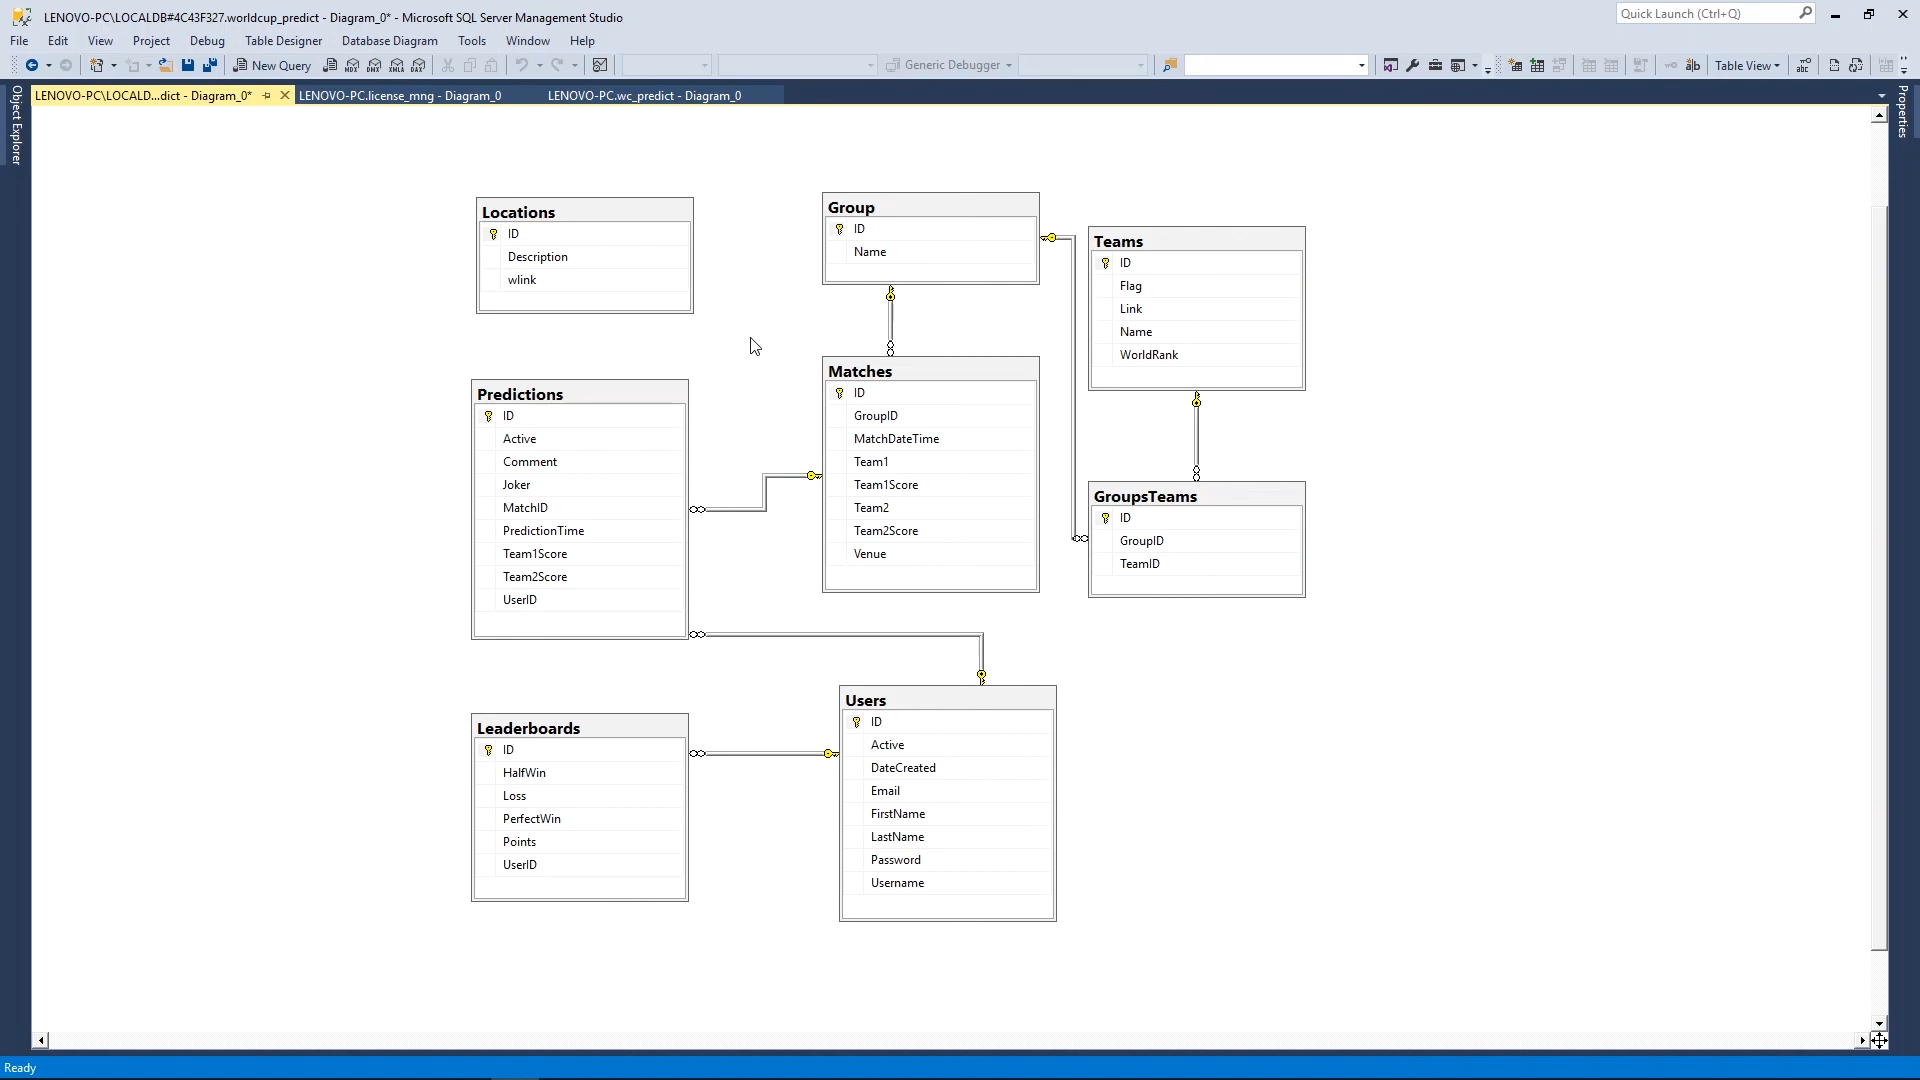 LENOVO-PC\LOCALDB#4C43F327.worldcup_predict - Diagram_0* - Microsoft SQL Server Management Studio
Quick Launch (Ctrl+Q)
File Edit View Project Debug Table Designer Database Diagram Tools Window Help
New Query MDX DMX XMLA DAX Generic Debugger Table View
LENOVO-PC\LOCALD...dict - Diagram_0* LENOVO-PC.license_mng - Diagram_0 LENOVO-PC.wc_predict - Diagram_0
Object Explorer
Properties
Locations
ID
Description
wlink
Group
ID
Name
Teams
ID
Flag
Link
Name
WorldRank
Predictions
ID
Active
Comment
Joker
MatchID
PredictionTime
Team1Score
Team2Score
UserID
Matches
ID
GroupID
MatchDateTime
Team1
Team1Score
Team2
Team2Score
Venue
GroupsTeams
ID
GroupID
TeamID
Leaderboards
ID
HalfWin
Loss
PerfectWin
Points
UserID
Users
ID
Active
DateCreated
Email
FirstName
LastName
Password
Username
Ready